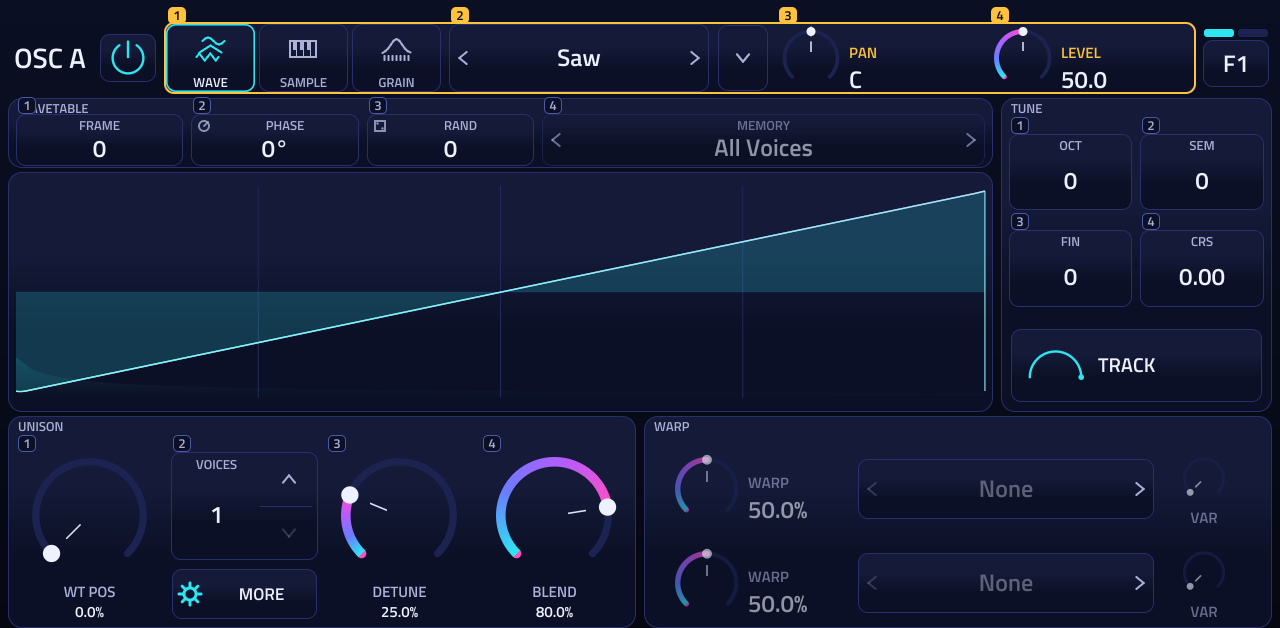 1 2 3 4
OSC A
WAVE
SAMPLE
GRAIN
Saw
PAN
C
LEVEL
50.0
F1
1 2 3 4
FRAME
0
PHASE
0°
RAND
0
MEMORY
All Voices
TUNE
1
OCT
0
2
SEM
0
3
FIN
0
4
CRS
0.00
TRACK
UNISON
1
WT POS
0.0%
2
VOICES
1
MORE
3
DETUNE
25.0%
4
BLEND
80.0%
WARP
WARP
50.0%
None
VAR
WARP
50.0%
None
VAR